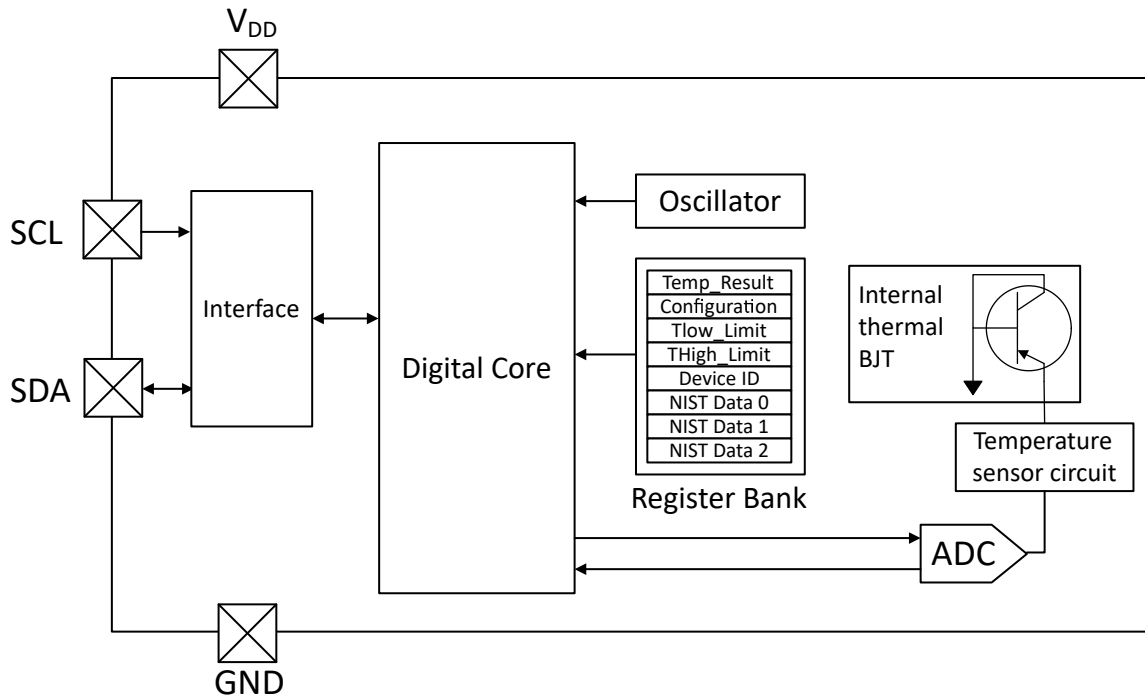 VDD
SCL
SDA
Interface
Digital Core
Oscillator
Temp_Result
Configuration
Tlow_Limit
THigh_Limit
Device ID
NIST Data 0
NIST Data 1
NIST Data 2
Register Bank
Internal
thermal
BJT
Temperature
sensor circuit
ADC
GND